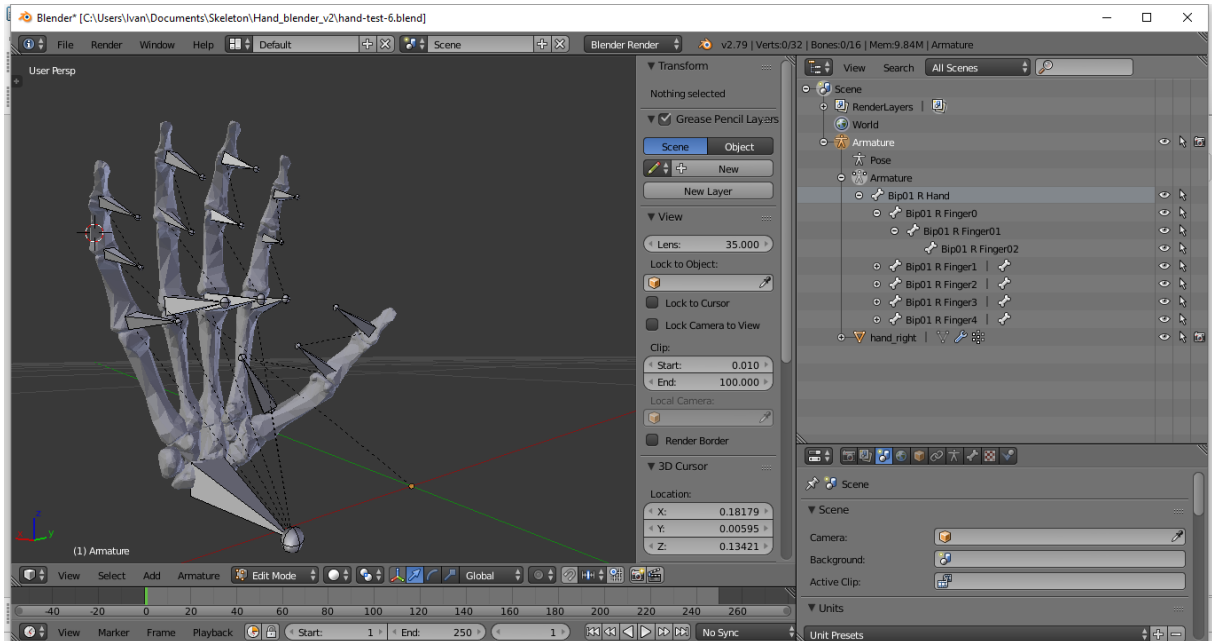 Blender* [C:\Users\Ivan\Documents\Skeleton\Hand_blender_v2\hand-test-6.blend]
File Render Window Help Default Scene Blender Render v2.79 | Verts:0/32 | Bones:0/16 | Mem:9.84M | Armature
User Persp
Transform
Nothing selected
Grease Pencil Layers
Scene Object
New
New Layer
View
Lens: 35.000
Lock to Object:
Lock to Cursor
Lock Camera to View
Clip:
Start: 0.010
End: 100.000
Local Camera:
Render Border
3D Cursor
Location:
X: 0.18179
Y: 0.00595
Z: 0.13421
z
x
y
(1) Armature
View Select Add Armature Edit Mode Global
-40 -20 0 20 40 60 80 100 120 140 160 180 200 220 240 260
View Marker Frame Playback Start: 1 End: 250 1 No Sync
View Search All Scenes
Scene
RenderLayers |
World
Armature
Pose
Armature
Bip01 R Hand
Bip01 R Finger0
Bip01 R Finger01
Bip01 R Finger02
Bip01 R Finger1 |
Bip01 R Finger2 |
Bip01 R Finger3 |
Bip01 R Finger4 |
hand_right |
Scene
Scene
Camera:
Background:
Active Clip:
Units
Unit Presets